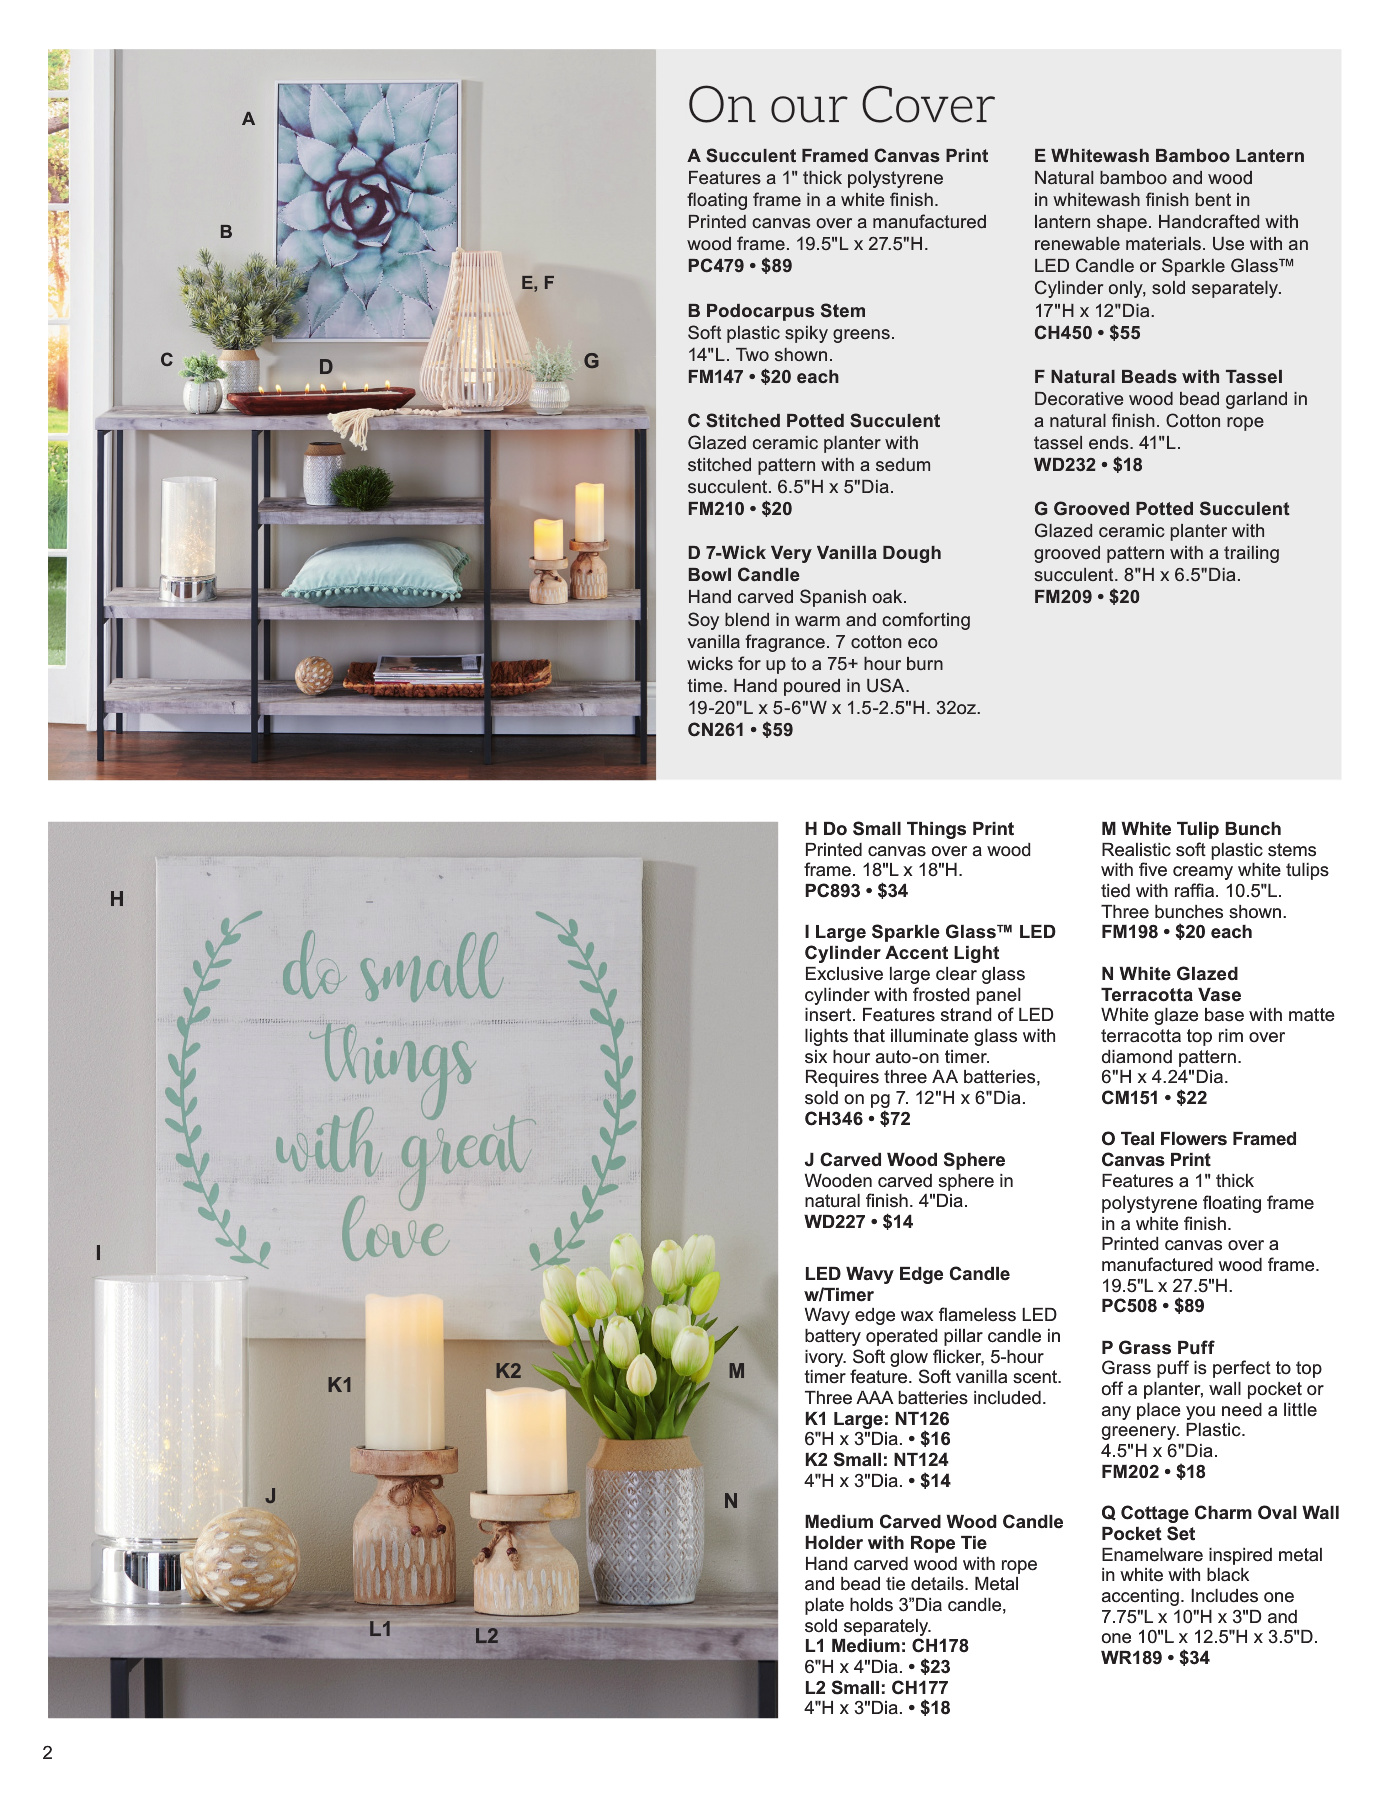 A
B
C
D
E, F
G
On our Cover
A Succulent Framed Canvas Print
Features a 1" thick polystyrene
floating frame in a white finish.
Printed canvas over a manufactured
wood frame. 19.5"L x 27.5"H.
PC479 • $89
B Podocarpus Stem
Soft plastic spiky greens.
14"L. Two shown.
FM147 • $20 each
C Stitched Potted Succulent
Glazed ceramic planter with
stitched pattern with a sedum
succulent. 6.5"H x 5"Dia.
FM210 • $20
D 7-Wick Very Vanilla Dough
Bowl Candle
Hand carved Spanish oak.
Soy blend in warm and comforting
vanilla fragrance. 7 cotton eco
wicks for up to a 75+ hour burn
time. Hand poured in USA.
19-20"L x 5-6"W x 1.5-2.5"H. 32oz.
CN261 • $59
E Whitewash Bamboo Lantern
Natural bamboo and wood
in whitewash finish bent in
lantern shape. Handcrafted with
renewable materials. Use with an
LED Candle or Sparkle Glass™
Cylinder only, sold separately.
17"H x 12"Dia.
CH450 • $55
F Natural Beads with Tassel
Decorative wood bead garland in
a natural finish. Cotton rope
tassel ends. 41"L.
WD232 • $18
G Grooved Potted Succulent
Glazed ceramic planter with
grooved pattern with a trailing
succulent. 8"H x 6.5"Dia.
FM209 • $20
H
do small
things
with great
love
I
J
K1
K2
L1
L2
M
N
H Do Small Things Print
Printed canvas over a wood
frame. 18"L x 18"H.
PC893 • $34
I Large Sparkle Glass™ LED
Cylinder Accent Light
Exclusive large clear glass
cylinder with frosted panel
insert. Features strand of LED
lights that illuminate glass with
six hour auto-on timer.
Requires three AA batteries,
sold on pg 7. 12"H x 6"Dia.
CH346 • $72
J Carved Wood Sphere
Wooden carved sphere in
natural finish. 4"Dia.
WD227 • $14
LED Wavy Edge Candle
w/Timer
Wavy edge wax flameless LED
battery operated pillar candle in
ivory. Soft glow flicker, 5-hour
timer feature. Soft vanilla scent.
Three AAA batteries included.
K1 Large: NT126
6"H x 3"Dia. • $16
K2 Small: NT124
4"H x 3"Dia. • $14
Medium Carved Wood Candle
Holder with Rope Tie
Hand carved wood with rope
and bead tie details. Metal
plate holds 3”Dia candle,
sold separately.
L1 Medium: CH178
6"H x 4"Dia. • $23
L2 Small: CH177
4"H x 3"Dia. • $18
M White Tulip Bunch
Realistic soft plastic stems
with five creamy white tulips
tied with raffia. 10.5"L.
Three bunches shown.
FM198 • $20 each
N White Glazed
Terracotta Vase
White glaze base with matte
terracotta top rim over
diamond pattern.
6"H x 4.24"Dia.
CM151 • $22
O Teal Flowers Framed
Canvas Print
Features a 1" thick
polystyrene floating frame
in a white finish.
Printed canvas over a
manufactured wood frame.
19.5"L x 27.5"H.
PC508 • $89
P Grass Puff
Grass puff is perfect to top
off a planter, wall pocket or
any place you need a little
greenery. Plastic.
4.5"H x 6"Dia.
FM202 • $18
Q Cottage Charm Oval Wall
Pocket Set
Enamelware inspired metal
in white with black
accenting. Includes one
7.75"L x 10"H x 3"D and
one 10"L x 12.5"H x 3.5"D.
WR189 • $34
2